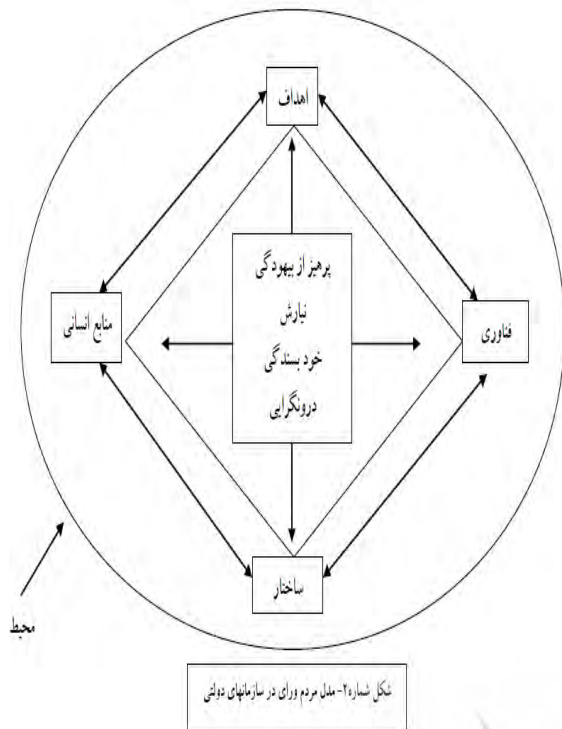 اهداف
پرهیز از بیهودگی
نیارش
خرد بسندگی
درونگرایی
منابع انسانی
فناوری
ساختار
محیط
شکل شماره۲- مدل مردم ورای در سازمانهای دولتی